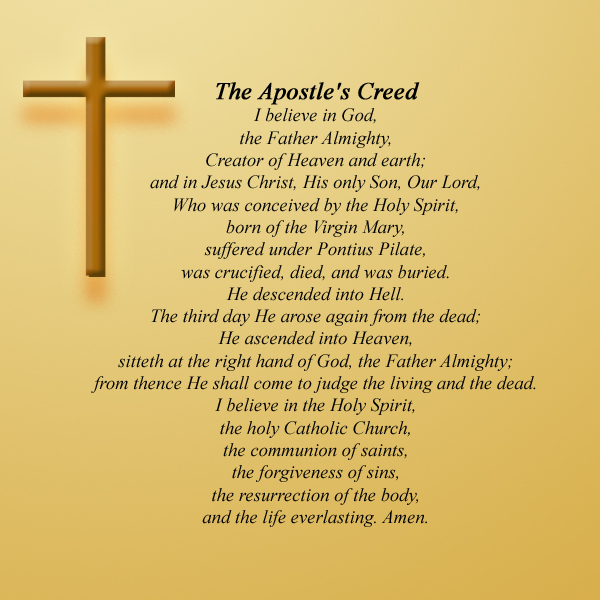 The Apostle's Creed
I believe in God,
the Father Almighty,
Creator of Heaven and earth;
and in Jesus Christ, His only Son, Our Lord,
Who was conceived by the Holy Spirit,
born of the Virgin Mary,
suffered under Pontius Pilate,
was crucified, died, and was buried.
He descended into Hell.
The third day He arose again from the dead;
He ascended into Heaven,
sitteth at the right hand of God, the Father Almighty;
from thence He shall come to judge the living and the dead.
I believe in the Holy Spirit,
the holy Catholic Church,
the communion of saints,
the forgiveness of sins,
the resurrection of the body,
and the life everlasting. Amen.